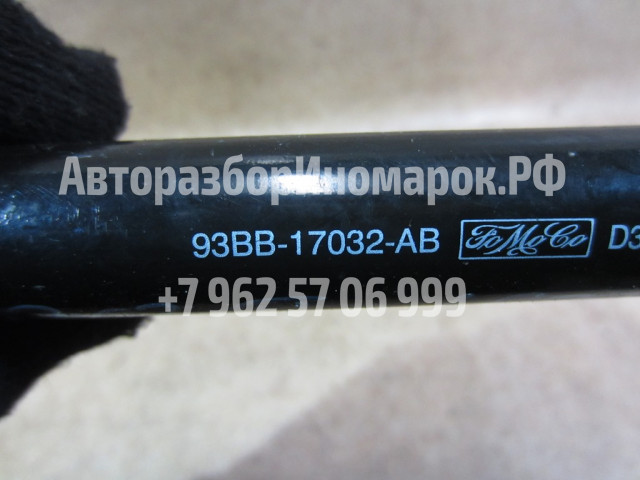 АвторазборИномарок.РФ
93BB-17032-AB FoMoCo D3
+7 962 57 06 999